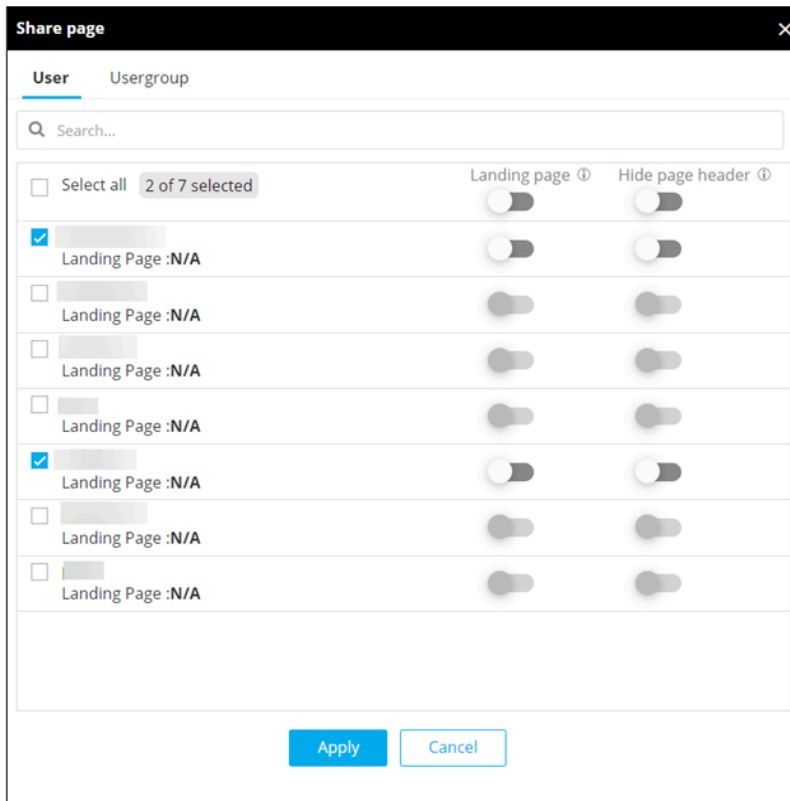 Share page
User Usergroup
Search...
Landing page Hide page header
Select all 2 of 7 selected
Landing Page :N/A
Landing Page :N/A
Landing Page :N/A
Landing Page :N/A
Landing Page :N/A
Landing Page :N/A
Landing Page :N/A
Apply Cancel